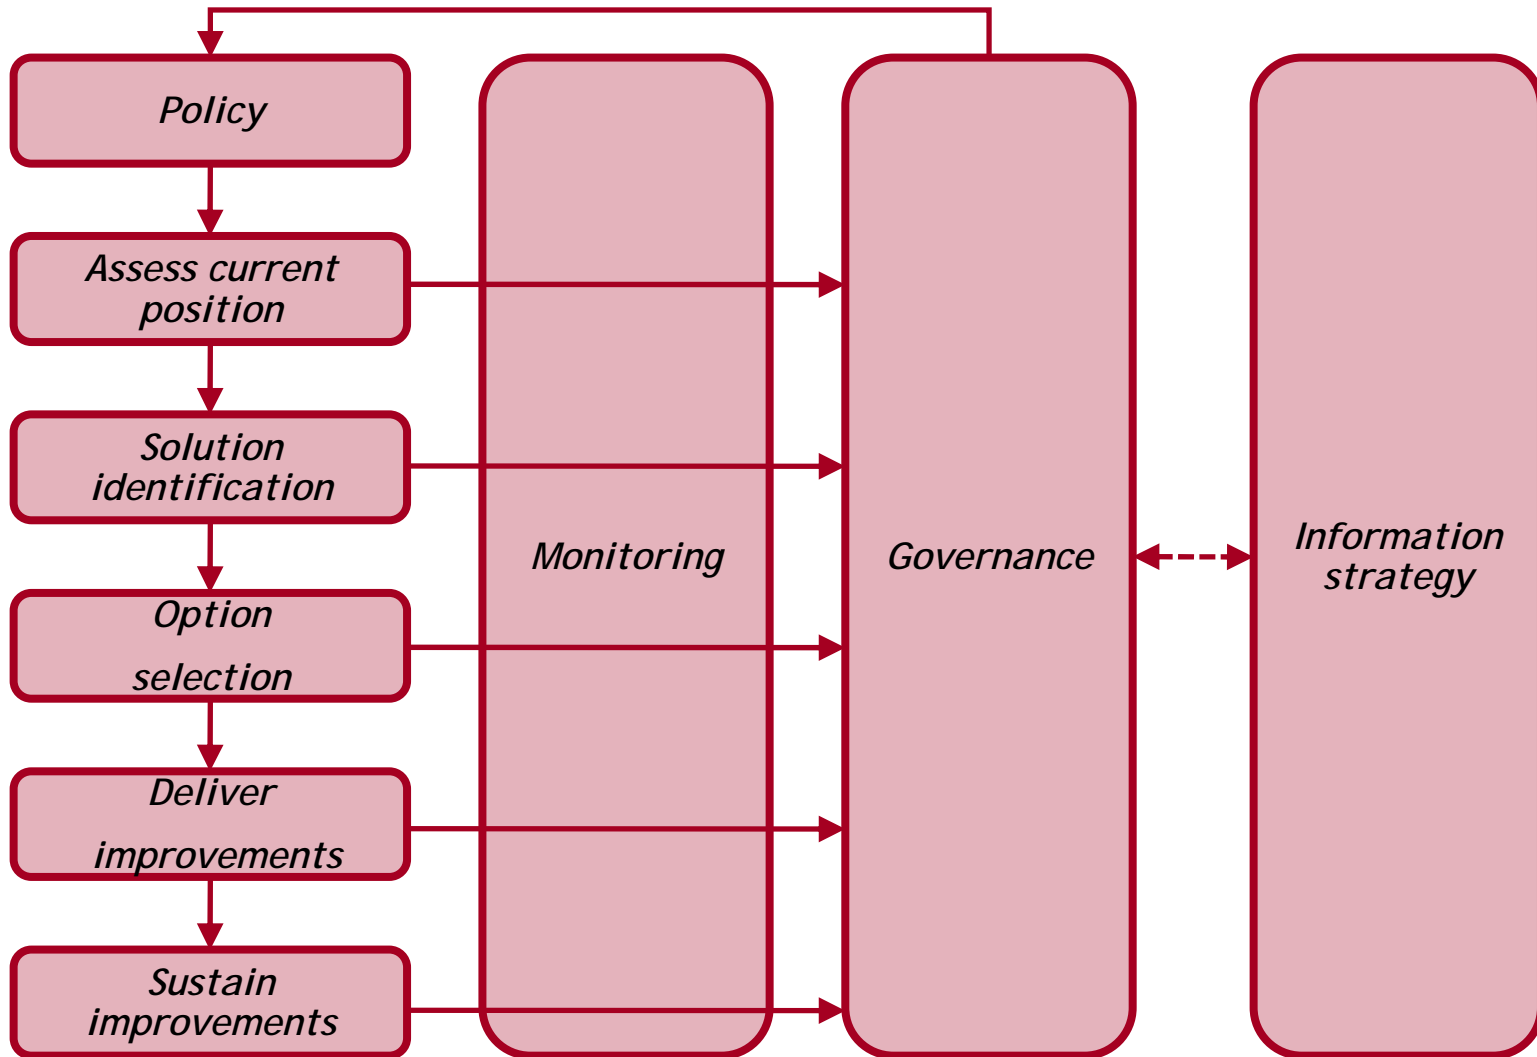 Policy
Assess current
position
Solution
identification
Option
selection
Deliver
improvements
Sustain
improvements
Monitoring
Governance
Information
strategy